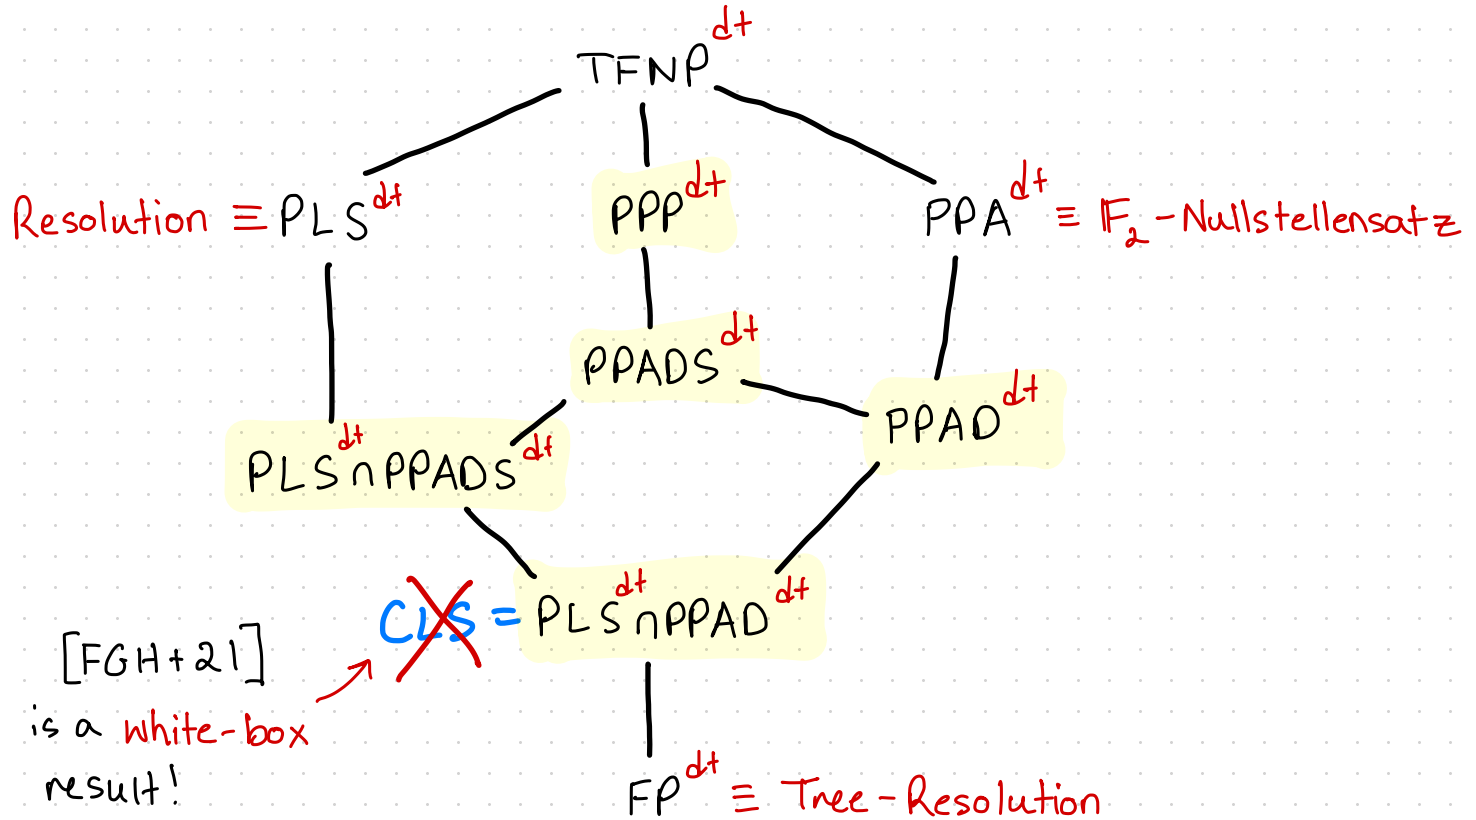 TFNP^dt
Resolution ≡ PLS^dt
PPP^dt
PPA^dt ≡ 𝔽₂-Nullstellensatz
PPADS^dt
PPAD^dt
PLS^dt∩PPADS^dt
CLS = PLS^dt∩PPAD^dt
[FGH+21]
is a white-box
result!
FP^dt ≡ Tree-Resolution